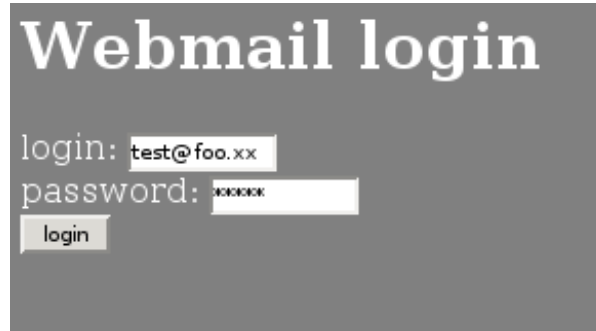 Webmail login
login: test@foo.xx
password: *****
login